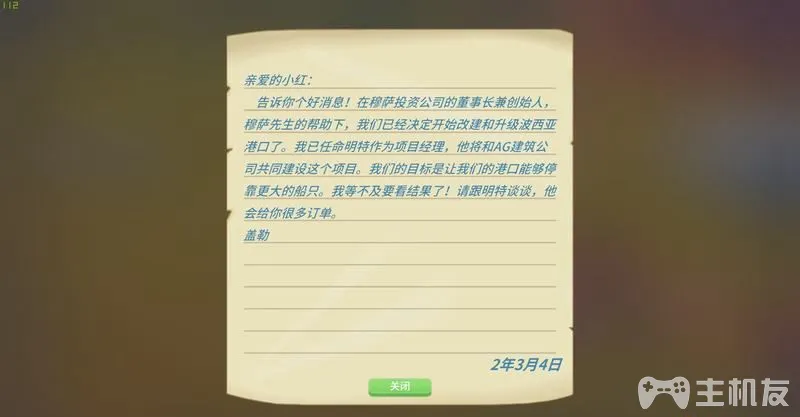 112
亲爱的小红：
告诉你个好消息！在穆萨投资公司的董事长兼创始人，
穆萨先生的帮助下，我们已经决定开始改建和升级波西亚
港口了。我已任命明特作为项目经理，他将和AG建筑公
司共同建设这个项目。我们的目标是让我们的港口能够停
靠更大的船只。我等不及要看结果了！请跟明特谈谈，他
会给你很多订单。
盖勒
2年3月4日
关闭
主机友